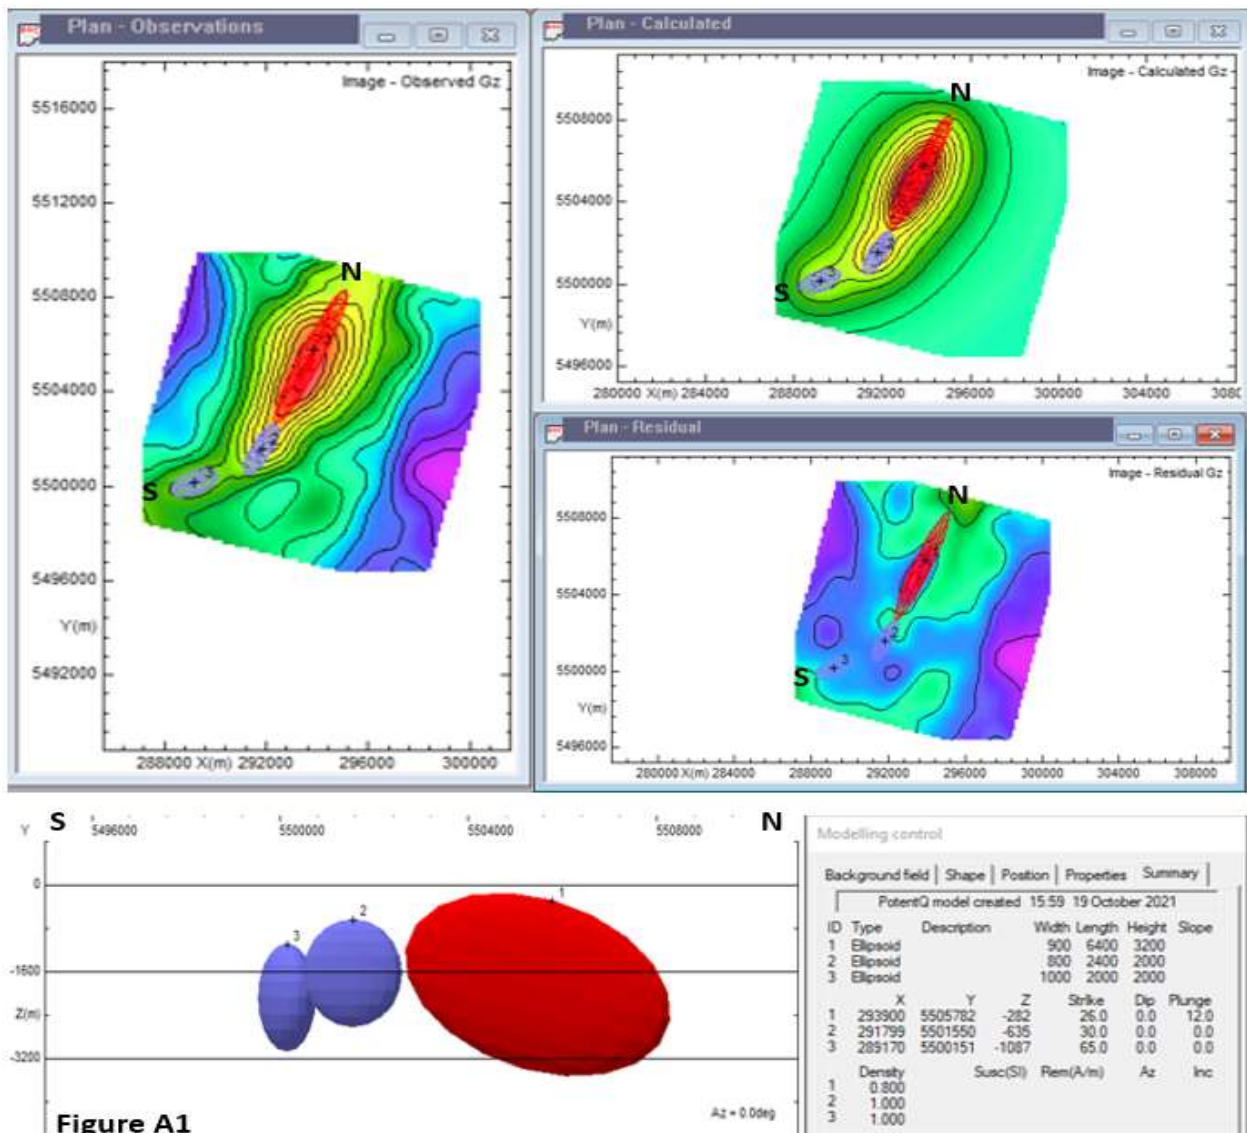 Plan - Observations
Image - Observed Gz
N
S
5516000
5512000
5508000
5504000
5500000
5496000
Y(m)
5492000
288000 X(m) 292000 296000 300000
Plan - Calculated
Image - Calculated Gz
N
S
5508000
5504000
5500000
Y(m)
5496000
280000 X(m) 284000 288000 292000 296000 300000 304000
Plan - Residual
Image - Residual Gz
N
2
3
S
5508000
5504000
5500000
Y(m)
5496000
280000 X(m) 284000 288000 292000 296000 300000 304000 308000
Y S 5496000 5500000 5504000 N 5508000
0
1
2
3
-1600
Z(m)
-3200
Az = 0.0deg
Figure A1
Modelling control
Background field Shape Position Properties Summary
PotentQ model created 15:59 19 October 2021
ID Type Description Width Length Height Slope
1 Ellipsoid 900 6400 3200
2 Ellipsoid 800 2400 2000
3 Ellipsoid 1000 2000 2000
X Y Z Strike Dip Plunge
1 293900 5505782 -282 26.0 0.0 12.0
2 291799 5501550 -635 30.0 0.0 0.0
3 289170 5500151 -1087 65.0 0.0 0.0
Density Susc(SI) Rem(A/m) Az Inc
1 0.800
2 1.000
3 1.000